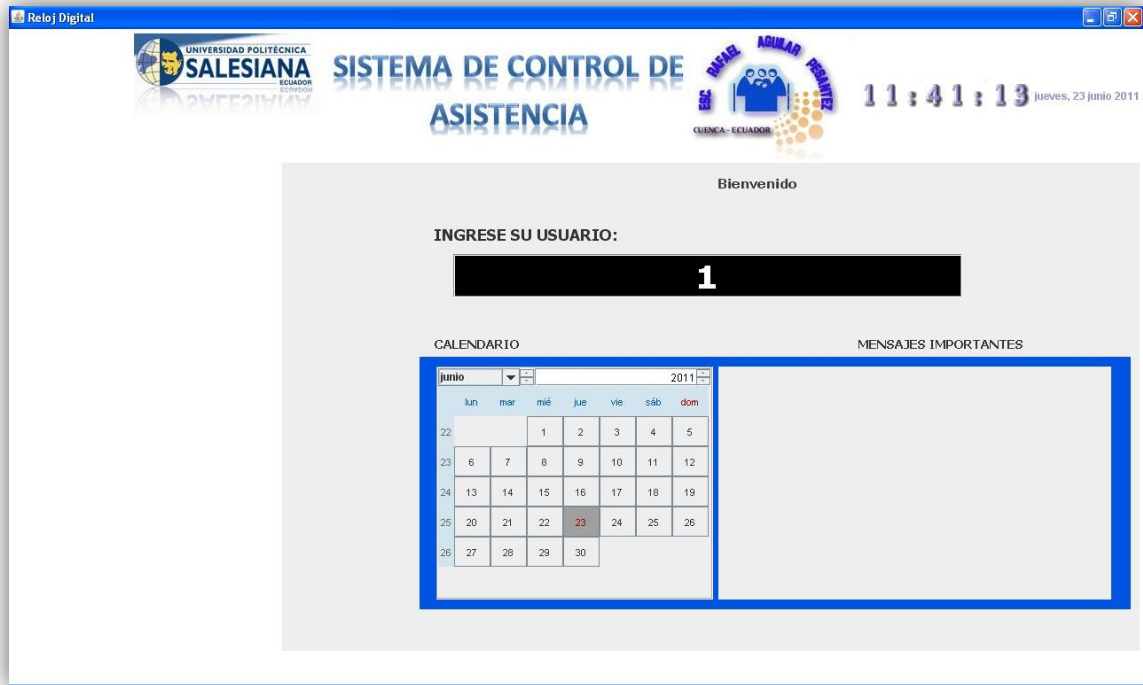 Reloj Digital
UNIVERSIDAD POLITÉCNICA
SALESIANA
ECUADOR
SISTEMA DE CONTROL DE
ASISTENCIA
ESC RAFAEL AGUILAR PESANTEZ
CUENCA - ECUADOR
11:41:13 jueves, 23 junio 2011
Bienvenido
INGRESE SU USUARIO:
1
CALENDARIO MENSAJES IMPORTANTES
junio 2011
lun mar mié jue vie sáb dom
22 1 2 3 4 5
23 6 7 8 9 10 11 12
24 13 14 15 16 17 18 19
25 20 21 22 23 24 25 26
26 27 28 29 30